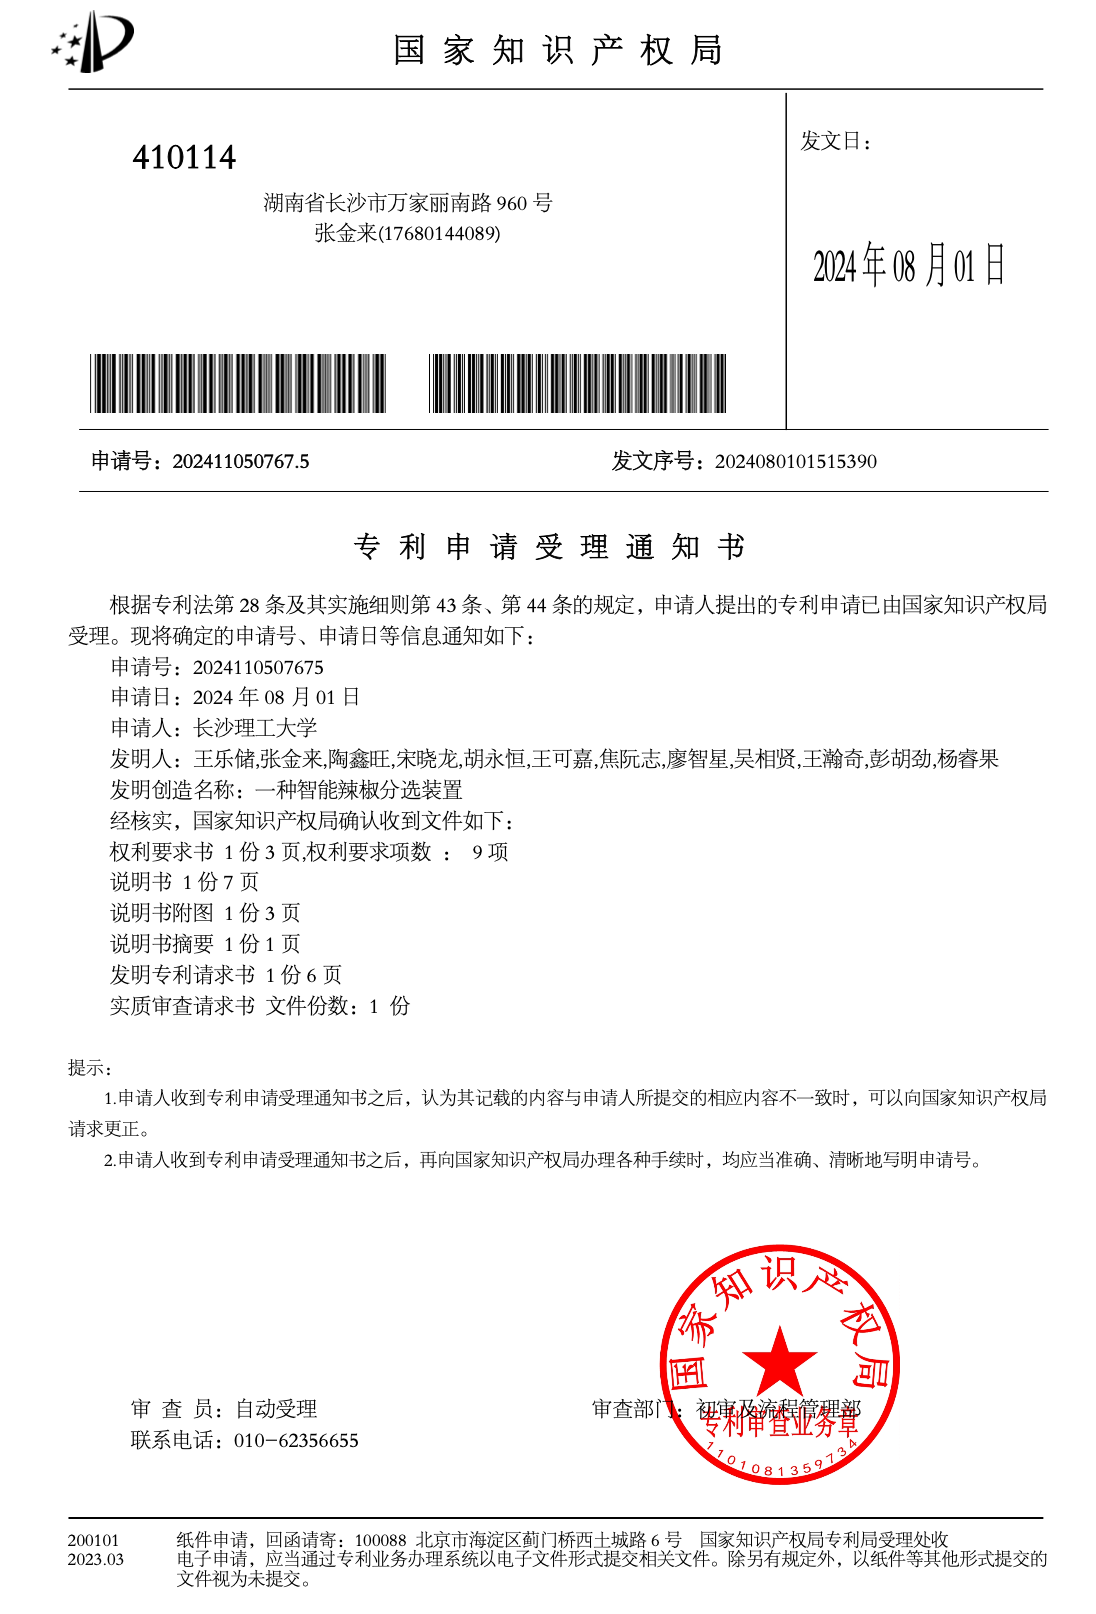 国家知识产权局
410114
湖南省长沙市万家丽南路 960 号
张金来(17680144089)
发文日：
2024 年 08 月 01 日
申请号：202411050767.5
发文序号：2024080101515390
专利申请受理通知书
根据专利法第 28 条及其实施细则第 43 条、第 44 条的规定，申请人提出的专利申请已由国家知识产权局
受理。现将确定的申请号、申请日等信息通知如下：
申请号：2024110507675
申请日：2024 年 08 月 01 日
申请人：长沙理工大学
发明人：王乐储,张金来,陶鑫旺,宋晓龙,胡永恒,王可嘉,焦阮志,廖智星,吴相贤,王瀚奇,彭胡劲,杨睿果
发明创造名称：一种智能辣椒分选装置
经核实，国家知识产权局确认收到文件如下：
权利要求书 1 份 3 页,权利要求项数 ： 9 项
说明书 1 份 7 页
说明书附图 1 份 3 页
说明书摘要 1 份 1 页
发明专利请求书 1 份 6 页
实质审查请求书 文件份数：1 份
提示：
1.申请人收到专利申请受理通知书之后，认为其记载的内容与申请人所提交的相应内容不一致时，可以向国家知识产权局
请求更正。
2.申请人收到专利申请受理通知书之后，再向国家知识产权局办理各种手续时，均应当准确、清晰地写明申请号。
国家知识产权局
审 查 员：自动受理
审查部门：初审及流程管理部
专利审查业务章
联系电话：010-62356655
1101081359734
200101
纸件申请，回函请寄：100088 北京市海淀区蓟门桥西土城路 6 号 国家知识产权局专利局受理处收
2023.03
电子申请，应当通过专利业务办理系统以电子文件形式提交相关文件。除另有规定外，以纸件等其他形式提交的
文件视为未提交。